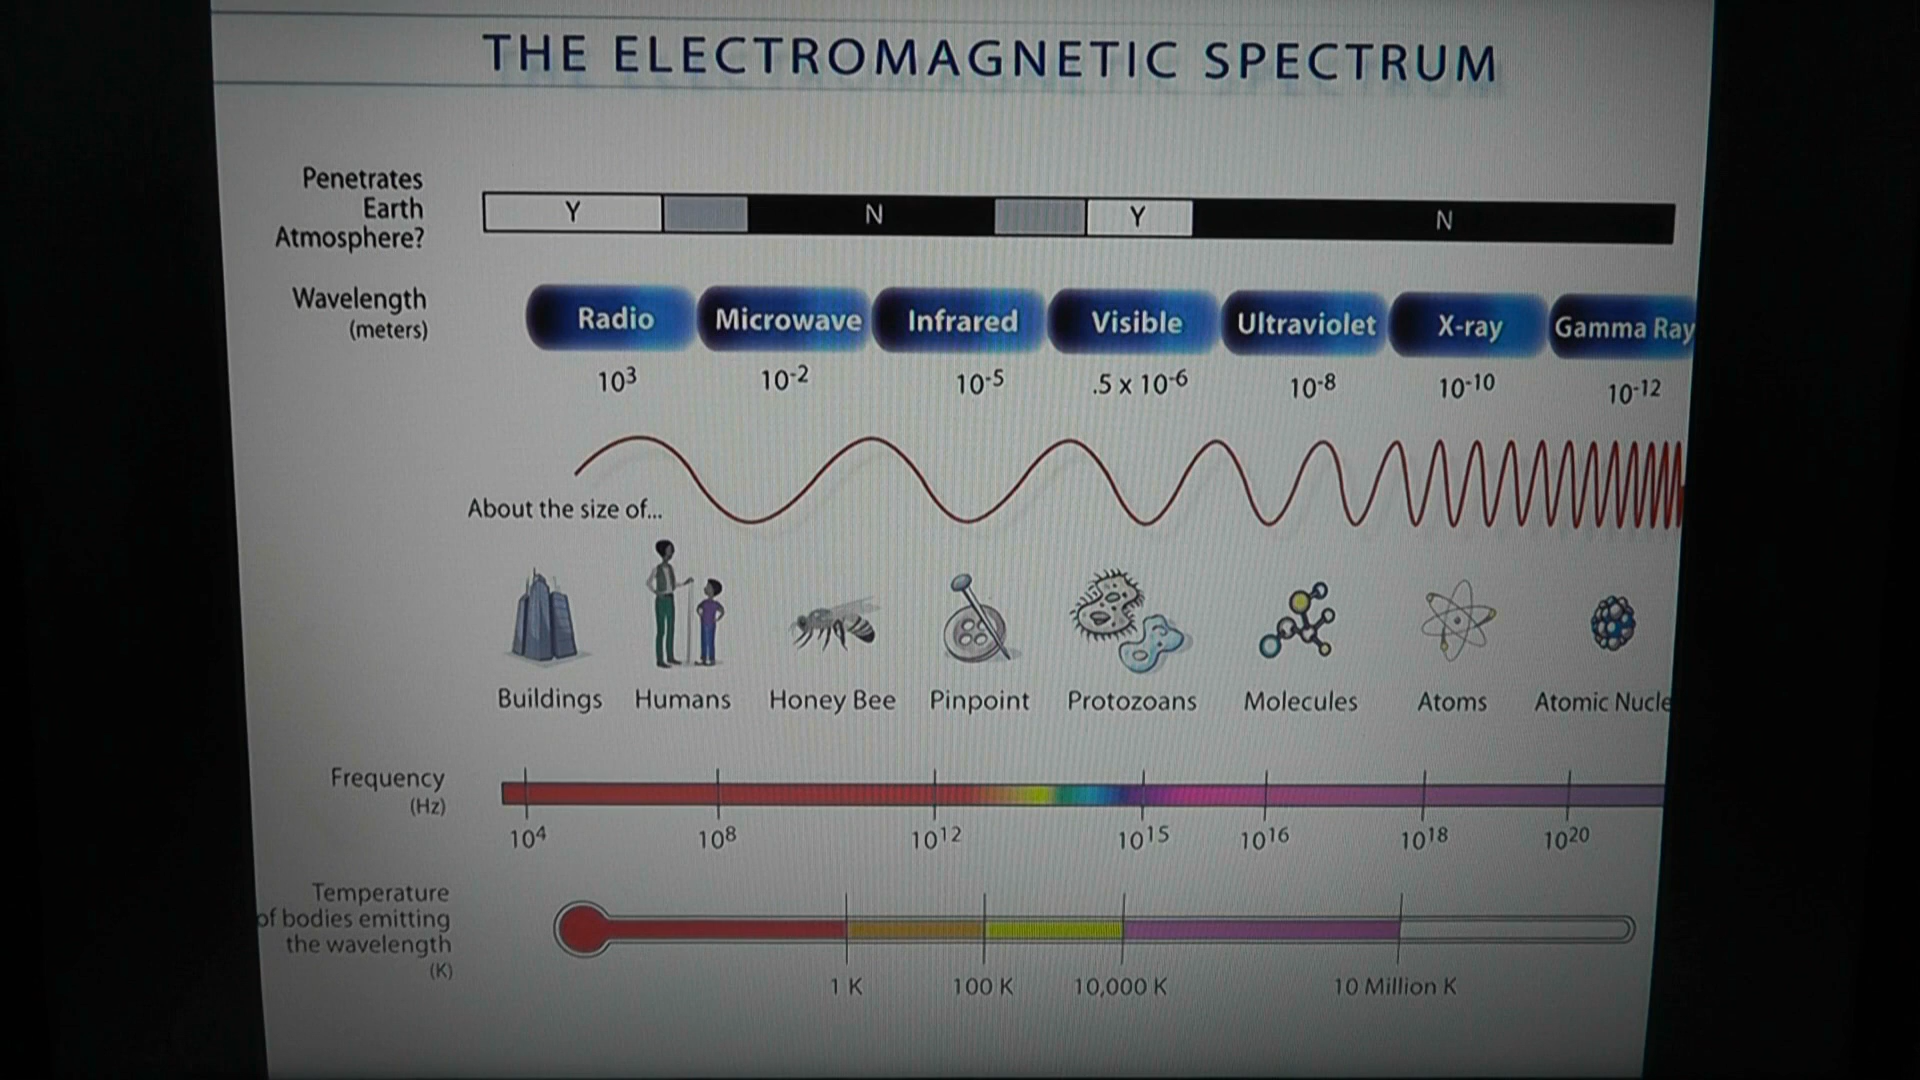 THE ELECTROMAGNETIC SPECTRUM
Penetrates
Earth
Atmosphere?
Y N Y N
Wavelength
(meters)
Radio Microwave Infrared Visible Ultraviolet X-ray Gamma Ray
10³ 10⁻² 10⁻⁵ .5 x 10⁻⁶ 10⁻⁸ 10⁻¹⁰ 10⁻¹²
About the size of...
Buildings Humans Honey Bee Pinpoint Protozoans Molecules Atoms Atomic Nucle
Frequency
(Hz)
10⁴ 10⁸ 10¹² 10¹⁵ 10¹⁶ 10¹⁸ 10²⁰
Temperature
of bodies emitting
the wavelength
(K)
1 K 100 K 10,000 K 10 Million K